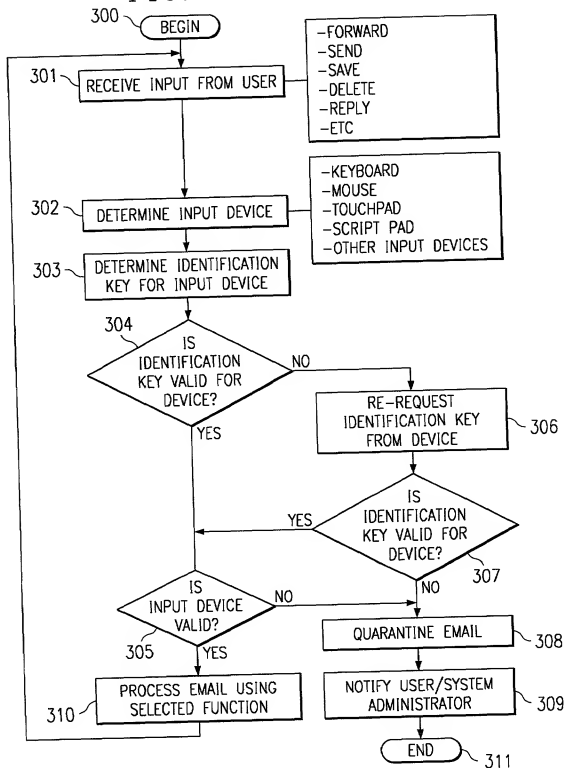 300
BEGIN
301
RECEIVE INPUT FROM USER
-FORWARD
-SEND
-SAVE
-DELETE
-REPLY
-ETC
302
DETERMINE INPUT DEVICE
-KEYBOARD
-MOUSE
-TOUCHPAD
-SCRIPT PAD
-OTHER INPUT DEVICES
303
DETERMINE IDENTIFICATION
KEY FOR INPUT DEVICE
304
IS
IDENTIFICATION
KEY VALID FOR
DEVICE?
NO
YES
RE-REQUEST
IDENTIFICATION KEY
FROM DEVICE
306
IS
IDENTIFICATION
KEY VALID FOR
DEVICE?
YES
307
NO
IS
INPUT DEVICE
VALID?
NO
305
YES
QUARANTINE EMAIL
308
PROCESS EMAIL USING
SELECTED FUNCTION
310
NOTIFY USER/SYSTEM
ADMINISTRATOR
309
END
311